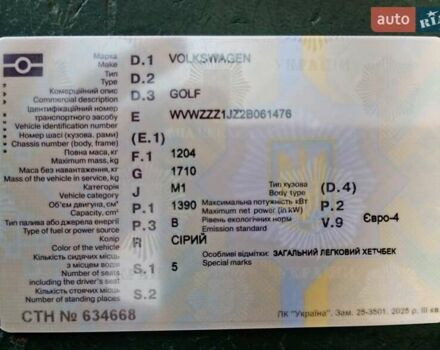 auto RIA
Марка
Make D.1 VOLKSWAGEN
Тип
Type D.2
Комерційний опис
Commercial description D.3 GOLF
Ідентифікаційний номер
транспортного засобу E WVWZZZ1JZ2B061476
Vehicle identification number
Номер шасі (кузова, рами) (E.1)
Chassis number (body, frame)
Повна маса, кг F.1 1204
Maximum mass, kg
Маса без навантаження, кг G 1710
Mass of the vehicle in service, kg
Категорія J M1 Тип кузова (D.4)
Vehicle category Body type
Об'єм двигуна, см³ P.1 1390 Максимальна потужність кВт P.2
Capacity, cm³ Maximum net power (in kW)
Тип палива або джерела енергії P.3 B Рівень екологічних норм V.9 Євро-4
Type of fuel or power source Emission standard
Колір R СІРИЙ
Color of the vehicle
Кількість сидячих місць Особливі відмітки: ЗАГАЛЬНИЙ ЛЕГКОВИЙ ХЕТЧБЕК
з місцем водія S.1 5 Special marks
Number of seats,
including the driver's seat
Кількість стоячих місць S.2
Number of standing places
СТН № 634668
ПК "Україна". Зам. 25-3501. 2025 р. III кв.